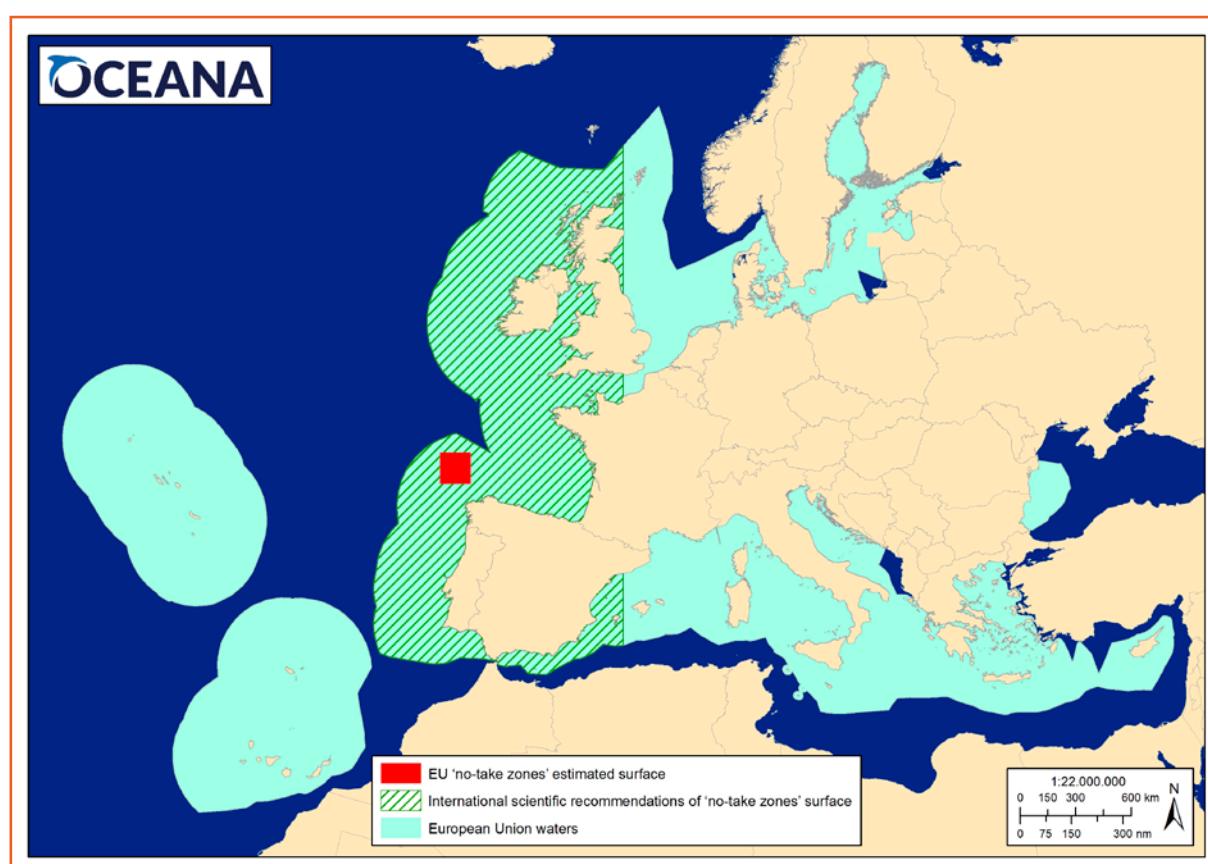 OCEANA
EU ‘no-take zones’ estimated surface
International scientific recommendations of ‘no-take zones’ surface
European Union waters
1:22.000.000
0 150 300 600 km
0 75 150 300 nm
N